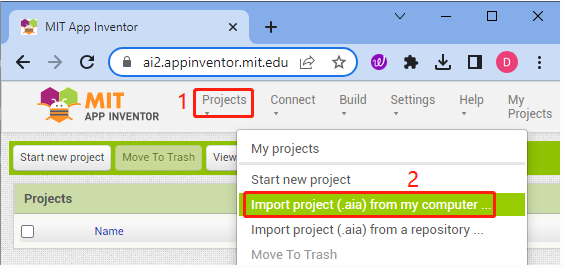 MIT App Inventor
ai2.appinventor.mit.edu
D
MIT
APP INVENTOR
1
Projects
Connect
Build
Settings
Help
My
Projects
Start new project
Move To Trash
View
My projects
Start new project
2
Import project (.aia) from my computer ...
Import project (.aia) from a repository ...
Move To Trash
Projects
Name